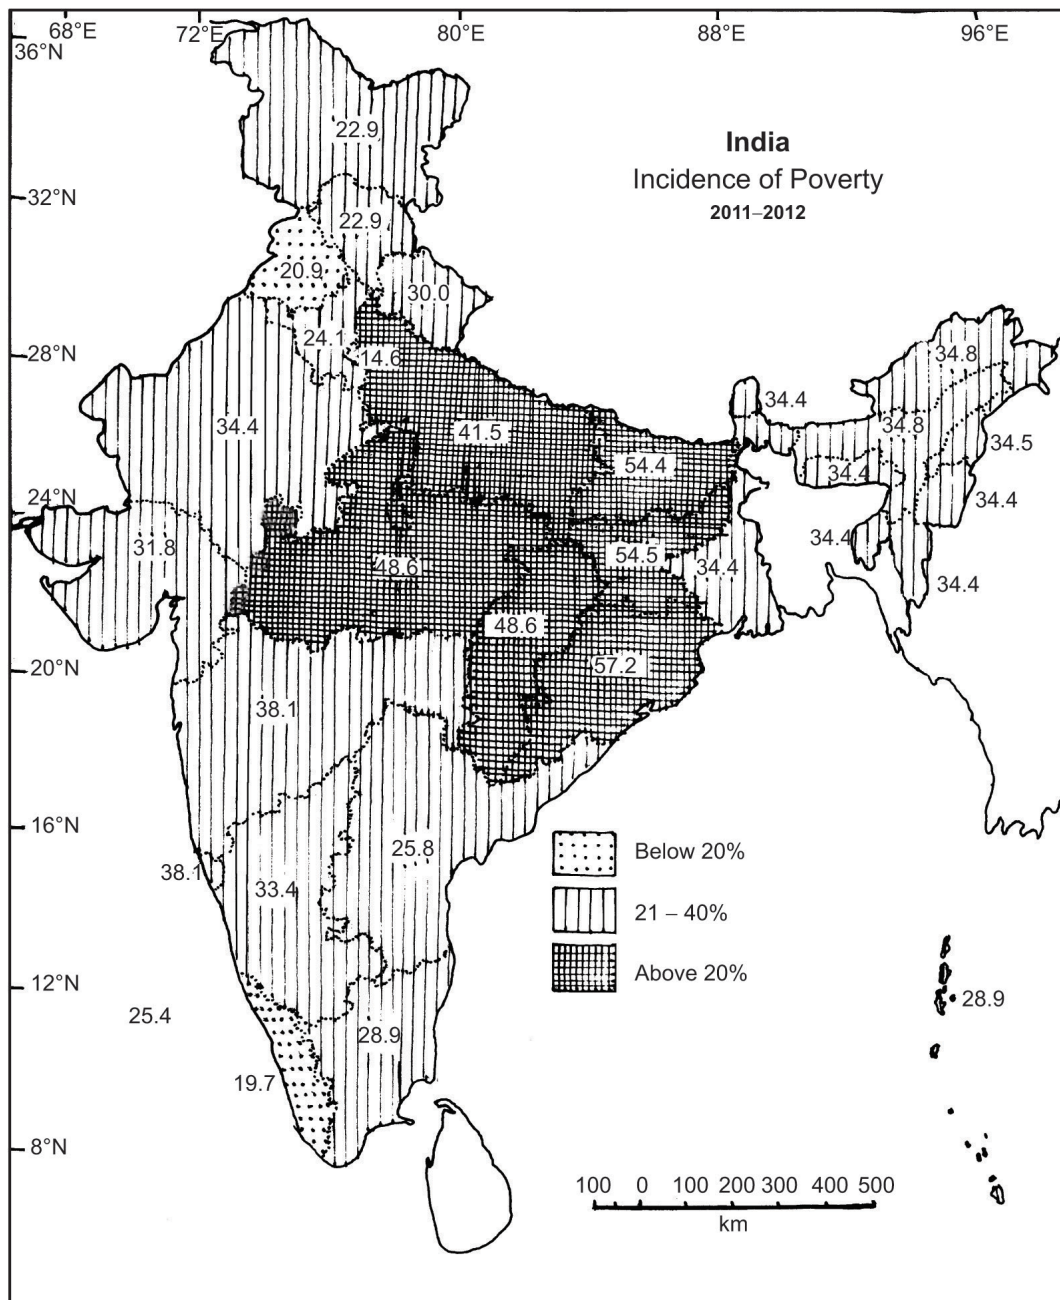 68°E 72°E 80°E 88°E 96°E
36°N
22.9
India
Incidence of Poverty
2011–2012
32°N
22.9
20.9
30.0
24.1
28°N
14.6
34.8
34.4
34.4
41.5
34.8
34.5
54.4
34.4
24°N
34.4
31.8
34.4
54.5
48.6
34.4
34.4
48.6
57.2
20°N
38.1
16°N
25.8
Below 20%
38.1
33.4
21 – 40%
Above 20%
12°N
28.9
25.4
28.9
19.7
8°N
100 0 100 200 300 400 500
km